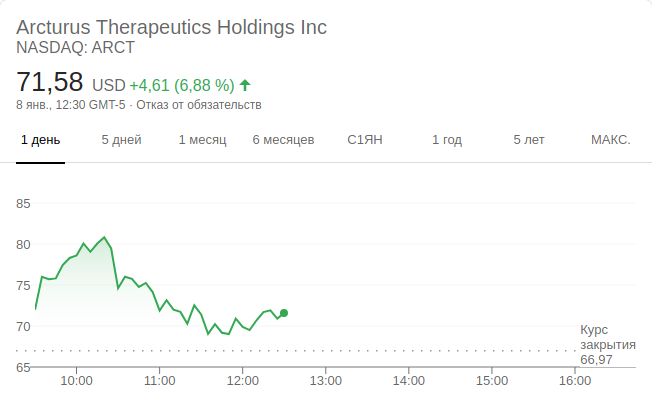 Arcturus Therapeutics Holdings Inc
NASDAQ: ARCT
71,58 USD +4,61 (6,88 %)
8 янв., 12:30 GMT-5 · Отказ от обязательств
1 день 5 дней 1 месяц 6 месяцев С1ЯН 1 год 5 лет МАКС.
85
80
75
70
65
Курс
закрытия
66,97
10:00 11:00 12:00 13:00 14:00 15:00 16:00